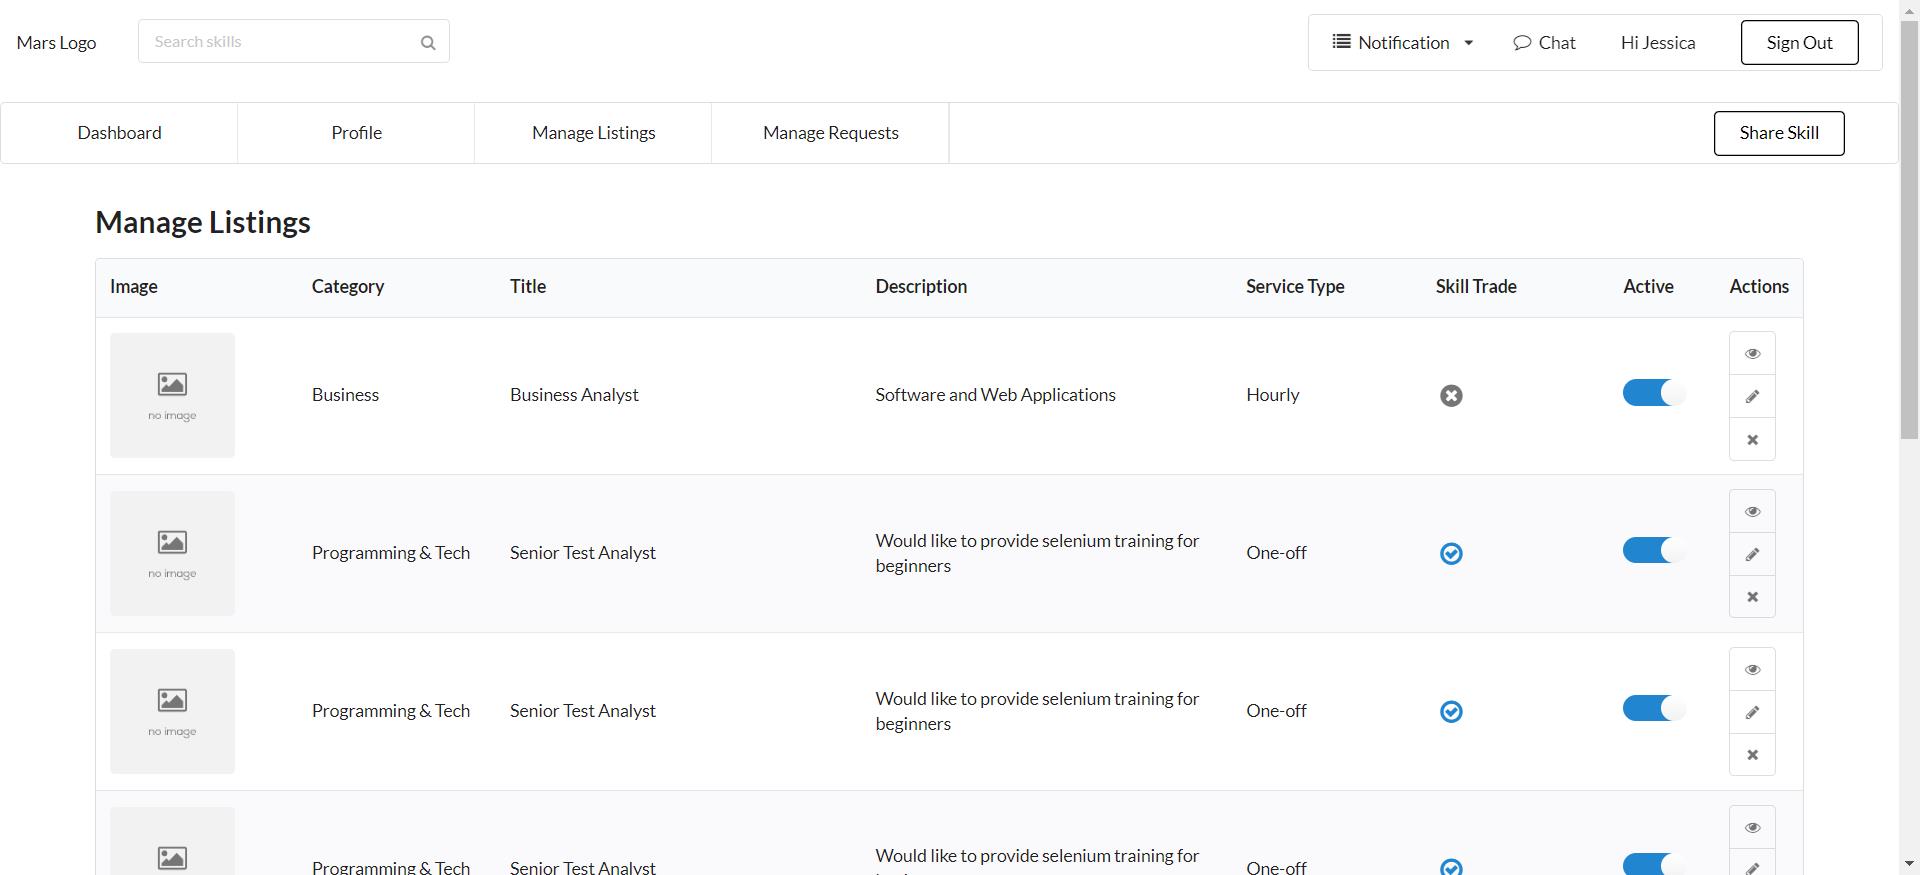 Mars Logo
Search skills
Notification
Chat
Hi Jessica
Sign Out
Dashboard
Profile
Manage Listings
Manage Requests
Share Skill
Manage Listings
Image
Category
Title
Description
Service Type
Skill Trade
Active
Actions
no image
Business
Business Analyst
Software and Web Applications
Hourly
no image
Programming & Tech
Senior Test Analyst
Would like to provide selenium training for
beginners
One-off
no image
Programming & Tech
Senior Test Analyst
Would like to provide selenium training for
beginners
One-off
Programming & Tech
Senior Test Analyst
Would like to provide selenium training for
One-off